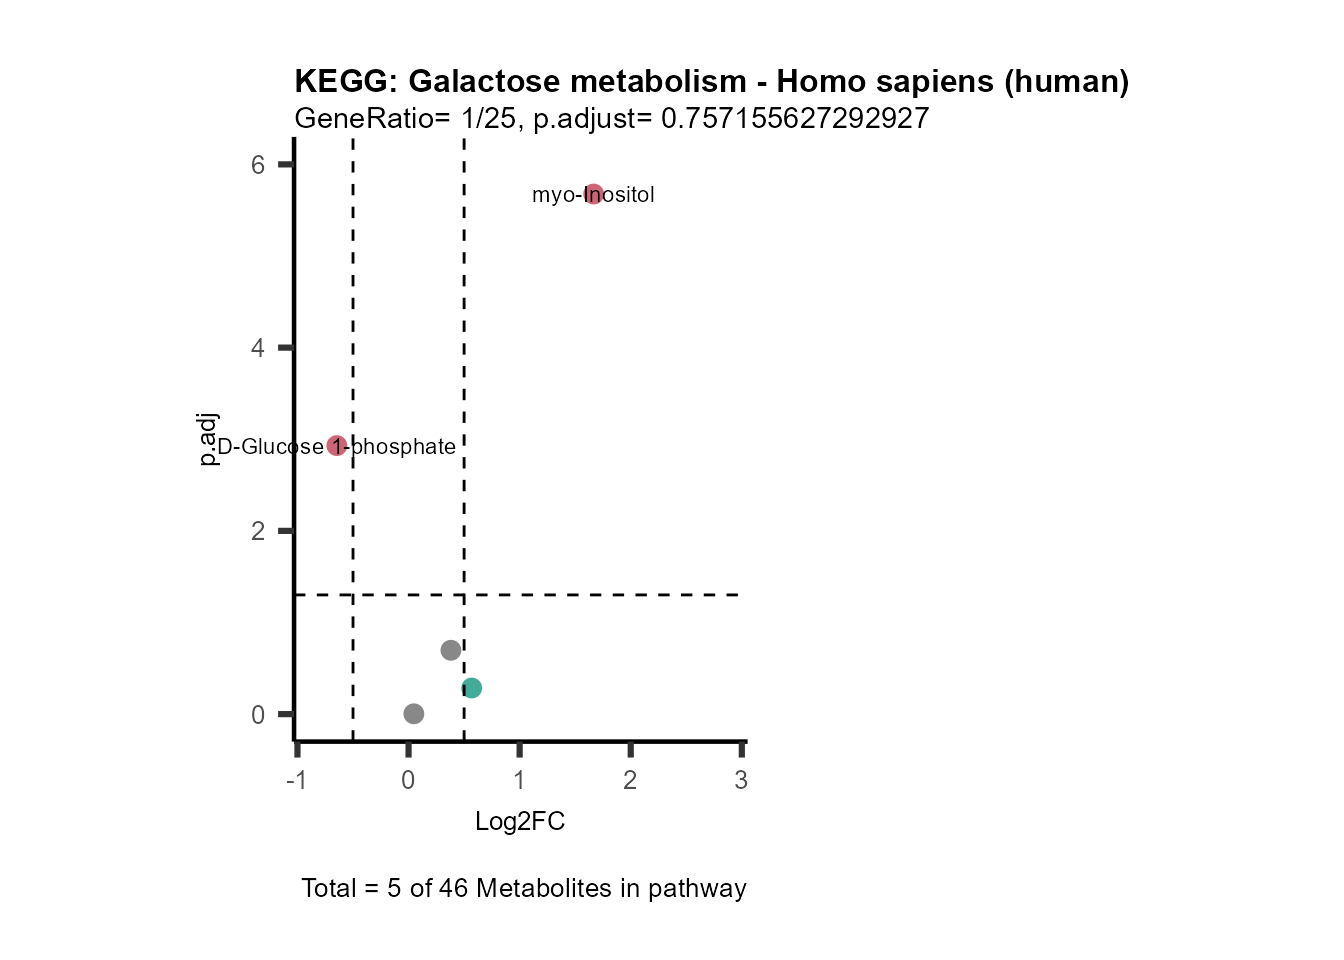 KEGG: Galactose metabolism - Homo sapiens (human)
GeneRatio= 1/25, p.adjust= 0.757155627292927
6
myo-Inositol
4
p.adj
D-Glucose 1-phosphate
2
0
-1 0 1 2 3
Log2FC
Total = 5 of 46 Metabolites in pathway